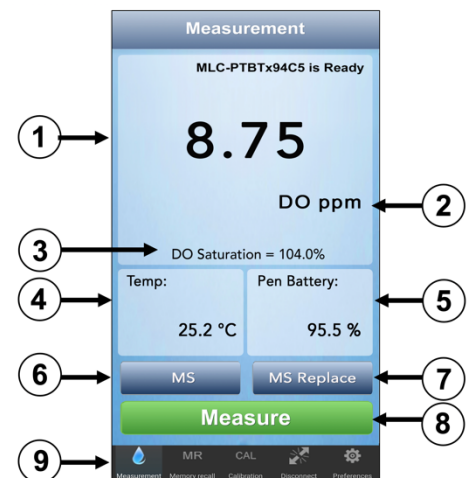 Measurement
MLC-PTBTx94C5 is Ready
1
8.75
DO ppm
2
3
DO Saturation = 104.0%
4
Temp:
Pen Battery:
5
25.2 °C
95.5 %
6
MS
MS Replace
7
Measure
8
9
MR
CAL
Measurement
Memory recall
Calibration
Disconnect
Preferences